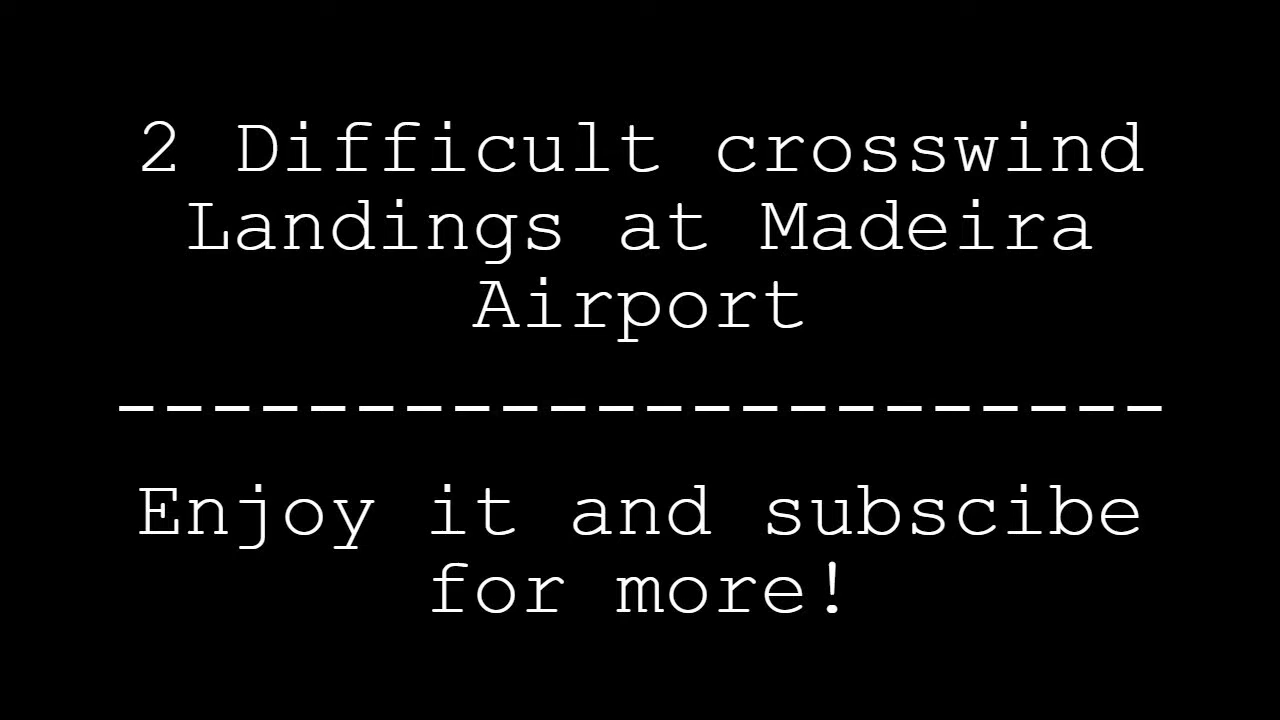 2 Difficult crosswind
Landings at Madeira
Airport
----------------------
Enjoy it and subscibe
for more!